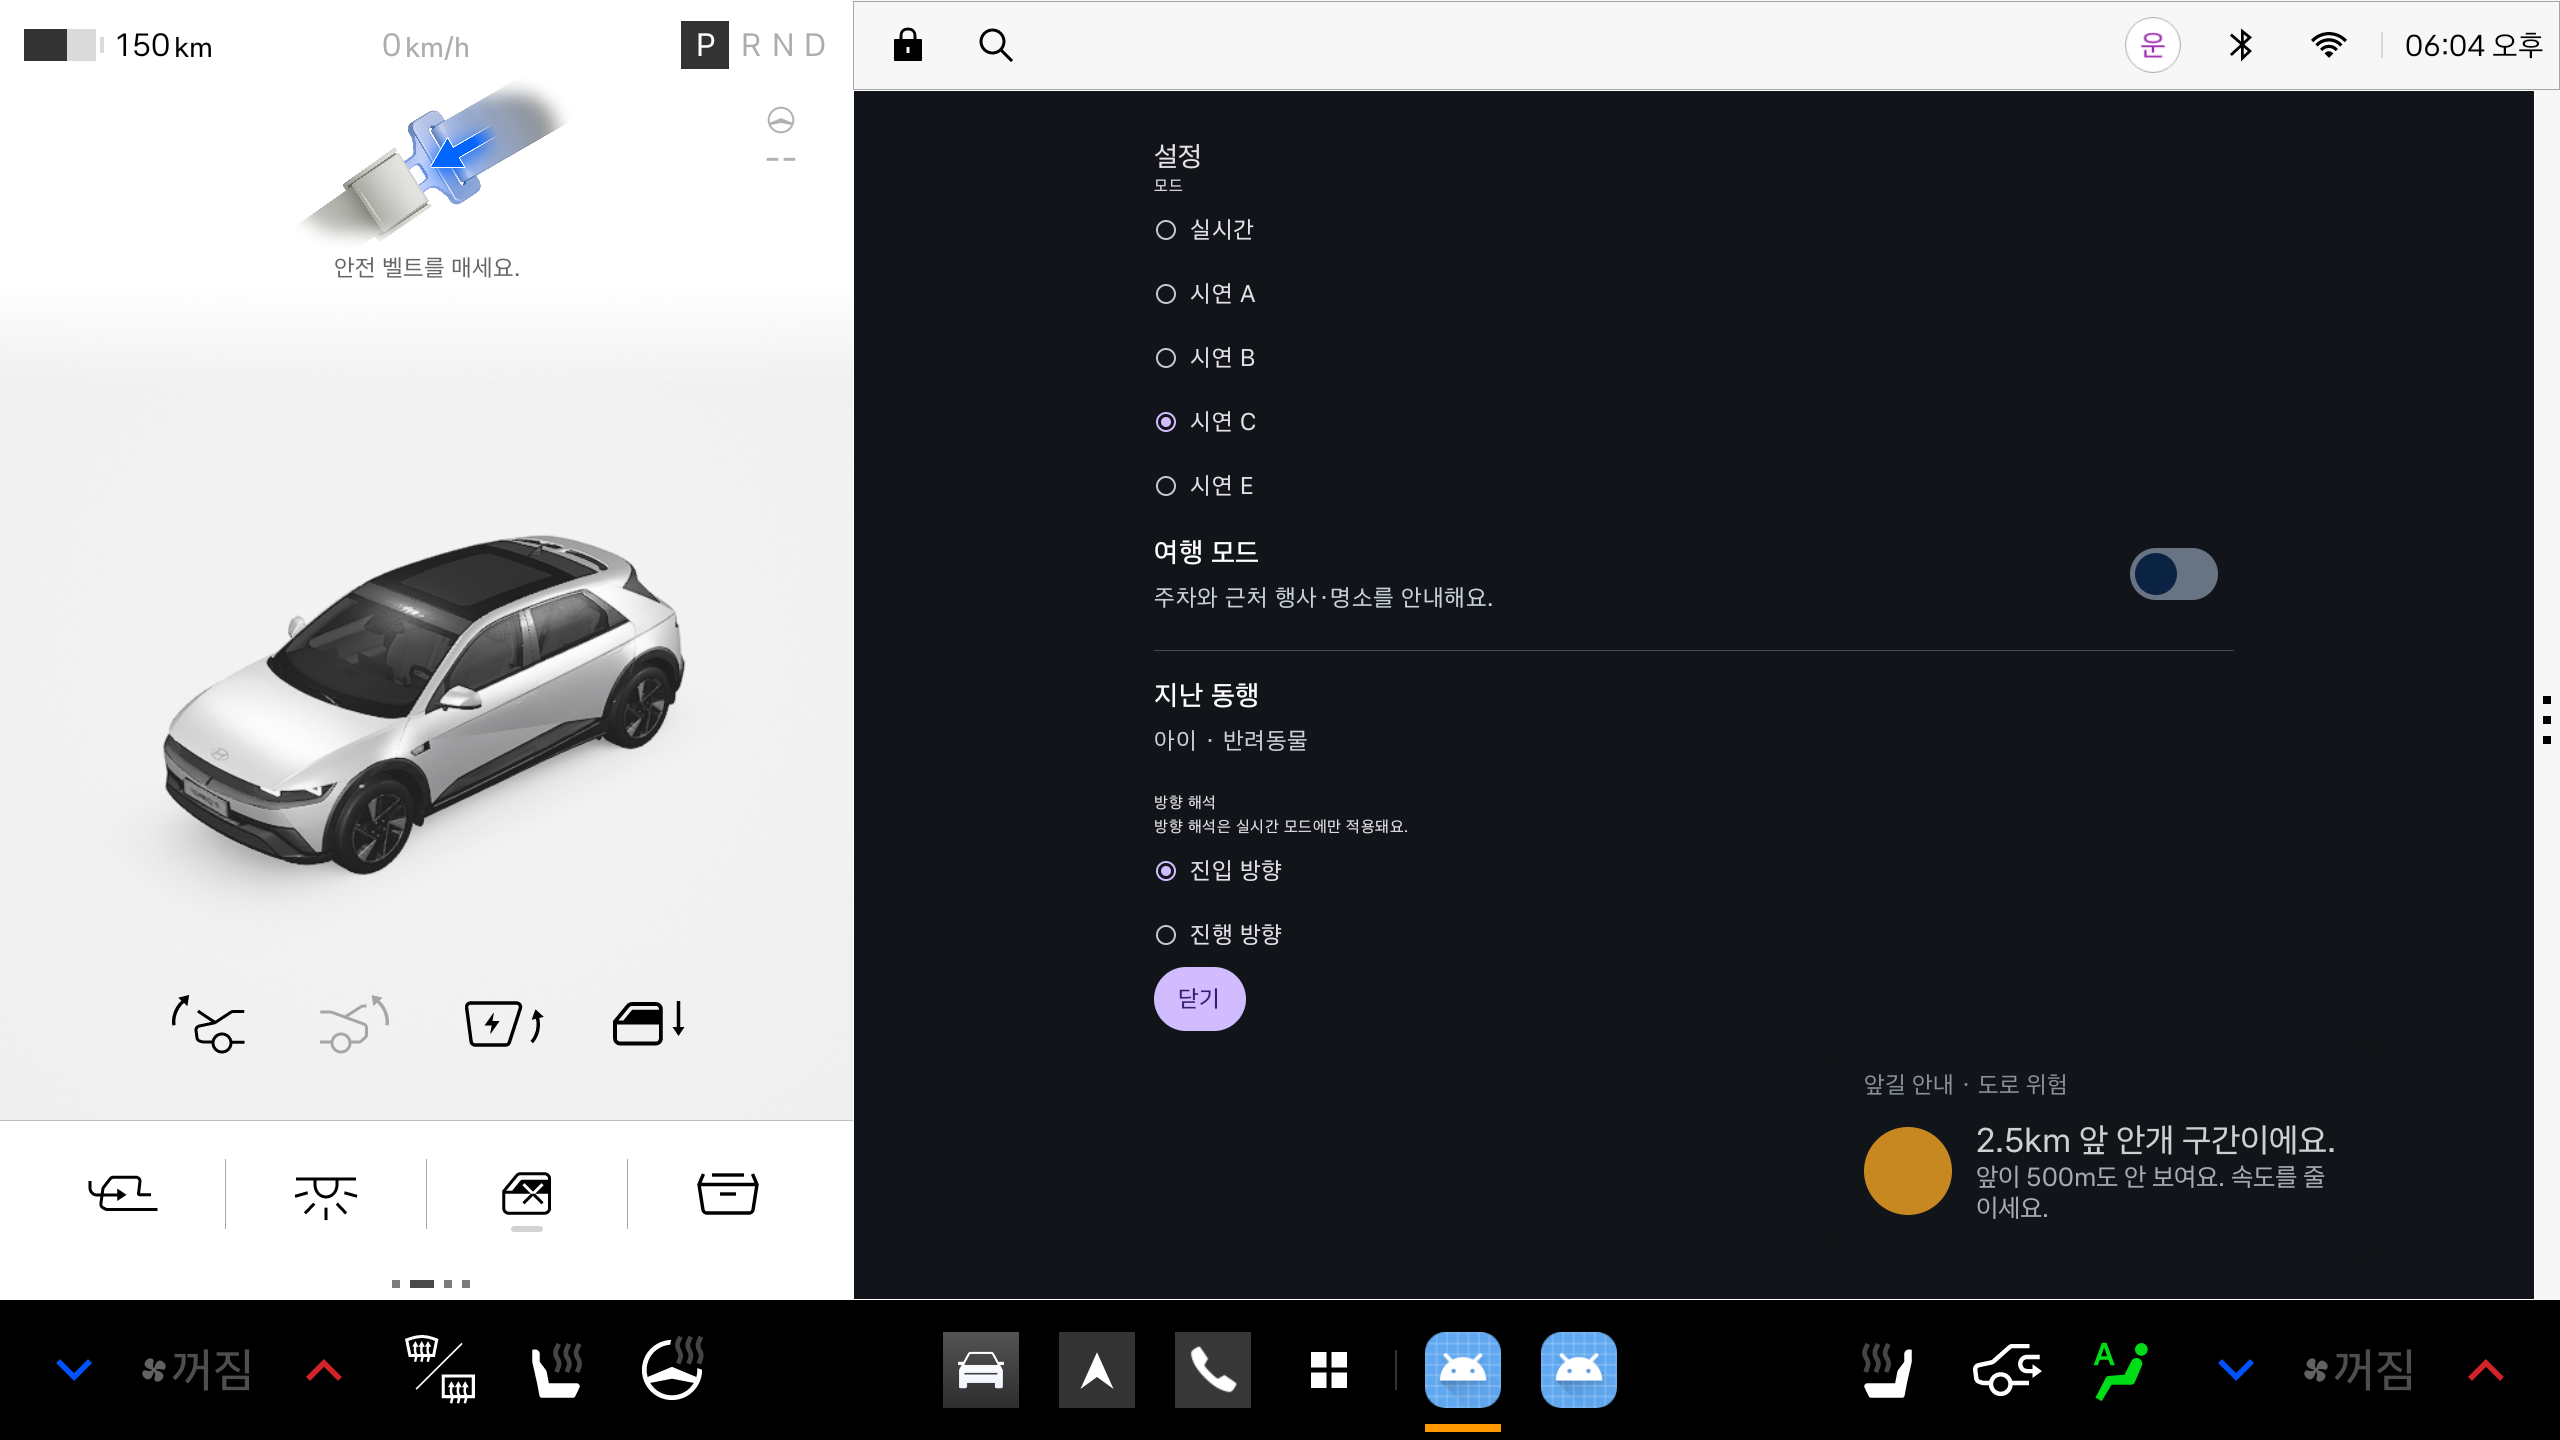 150 km
0 km/h
P R N D
운
06:04 오후
안전 벨트를 매세요.
설정
모드
실시간
시연 A
시연 B
시연 C
시연 E
여행 모드
주차와 근처 행사·명소를 안내해요.
지난 동행
아이 · 반려동물
방향 해석
방향 해석은 실시간 모드에만 적용돼요.
진입 방향
진행 방향
닫기
앞길 안내 · 도로 위험
2.5km 앞 안개 구간이에요.
앞이 500m도 안 보여요. 속도를 줄
이세요.
꺼짐
A
꺼짐